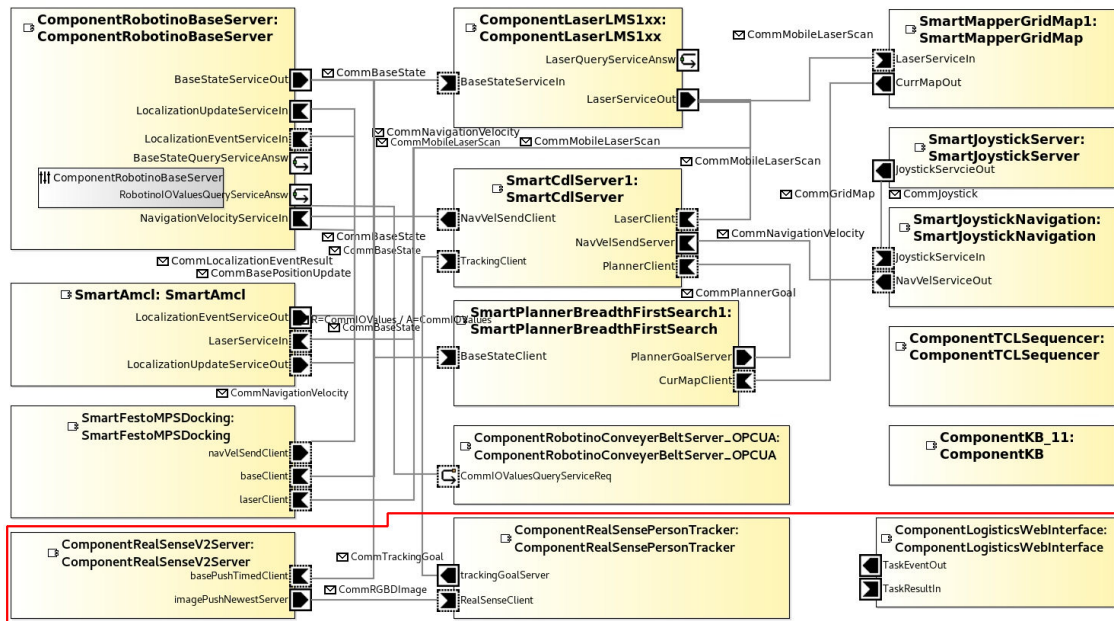 ComponentRobotinoBaseServer:
ComponentRobotinoBaseServer
BaseStateServiceOut
LocalizationUpdateServiceIn
LocalizationEventServiceIn
BaseStateQueryServiceAnsw
ComponentRobotinoBaseServer
RobotinoIOValuesQueryServiceAnsw
NavigationVelocityServiceIn
CommBaseState
ComponentLaserLMS1xx:
ComponentLaserLMS1xx
LaserQueryServiceAnsw
BaseStateServiceIn
LaserServiceOut
CommMobileLaserScan
SmartMapperGridMap1:
SmartMapperGridMap
LaserServiceIn
CurrMapOut
CommNavigationVelocity
CommMobileLaserScan
CommMobileLaserScan
CommMobileLaserScan
SmartJoystickServer:
SmartJoystickServer
JoystickServcieOut
CommGridMap
CommJoystick
SmartCdlServer1:
SmartCdlServer
LaserClient
NavVelSendClient
NavVelSendServer
TrackingClient
PlannerClient
CommNavigationVelocity
SmartJoystickNavigation:
SmartJoystickNavigation
JoystickServiceIn
NavVelServiceOut
CommBaseState
CommBaseState
CommLocalizationEventResult
CommBasePositionUpdate
CommPlannerGoal
SmartAmcl: SmartAmcl
LocalizationEventServiceOut
LaserServiceIn
LocalizationUpdateServiceOut
R=CommIOValues / A=CommIOValues
CommBaseState
SmartPlannerBreadthFirstSearch1:
SmartPlannerBreadthFirstSearch
BaseStateClient
PlannerGoalServer
CurMapClient
ComponentTCLSequencer:
ComponentTCLSequencer
CommNavigationVelocity
SmartFestoMPSDocking:
SmartFestoMPSDocking
navVelSendClient
baseClient
laserClient
ComponentRobotinoConveyerBeltServer_OPCUA:
ComponentRobotinoConveyerBeltServer_OPCUA
CommIOValuesQueryServiceReq
ComponentKB_11:
ComponentKB
ComponentRealSenseV2Server:
ComponentRealSenseV2Server
basePushTimedClient
imagePushNewestServer
CommTrackingGoal
CommRGBDImage
ComponentRealSensePersonTracker:
ComponentRealSensePersonTracker
trackingGoalServer
RealSenseClient
ComponentLogisticsWebInterface:
ComponentLogisticsWebInterface
TaskEventOut
TaskResultIn